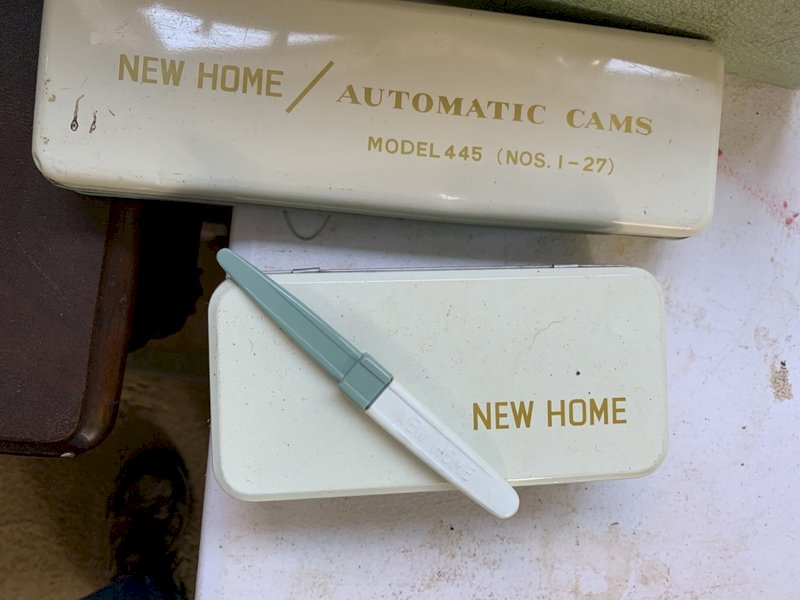 NEW HOME / AUTOMATIC CAMS
MODEL 445 (NOS. 1-27)
NEW HOME
NEW HOME